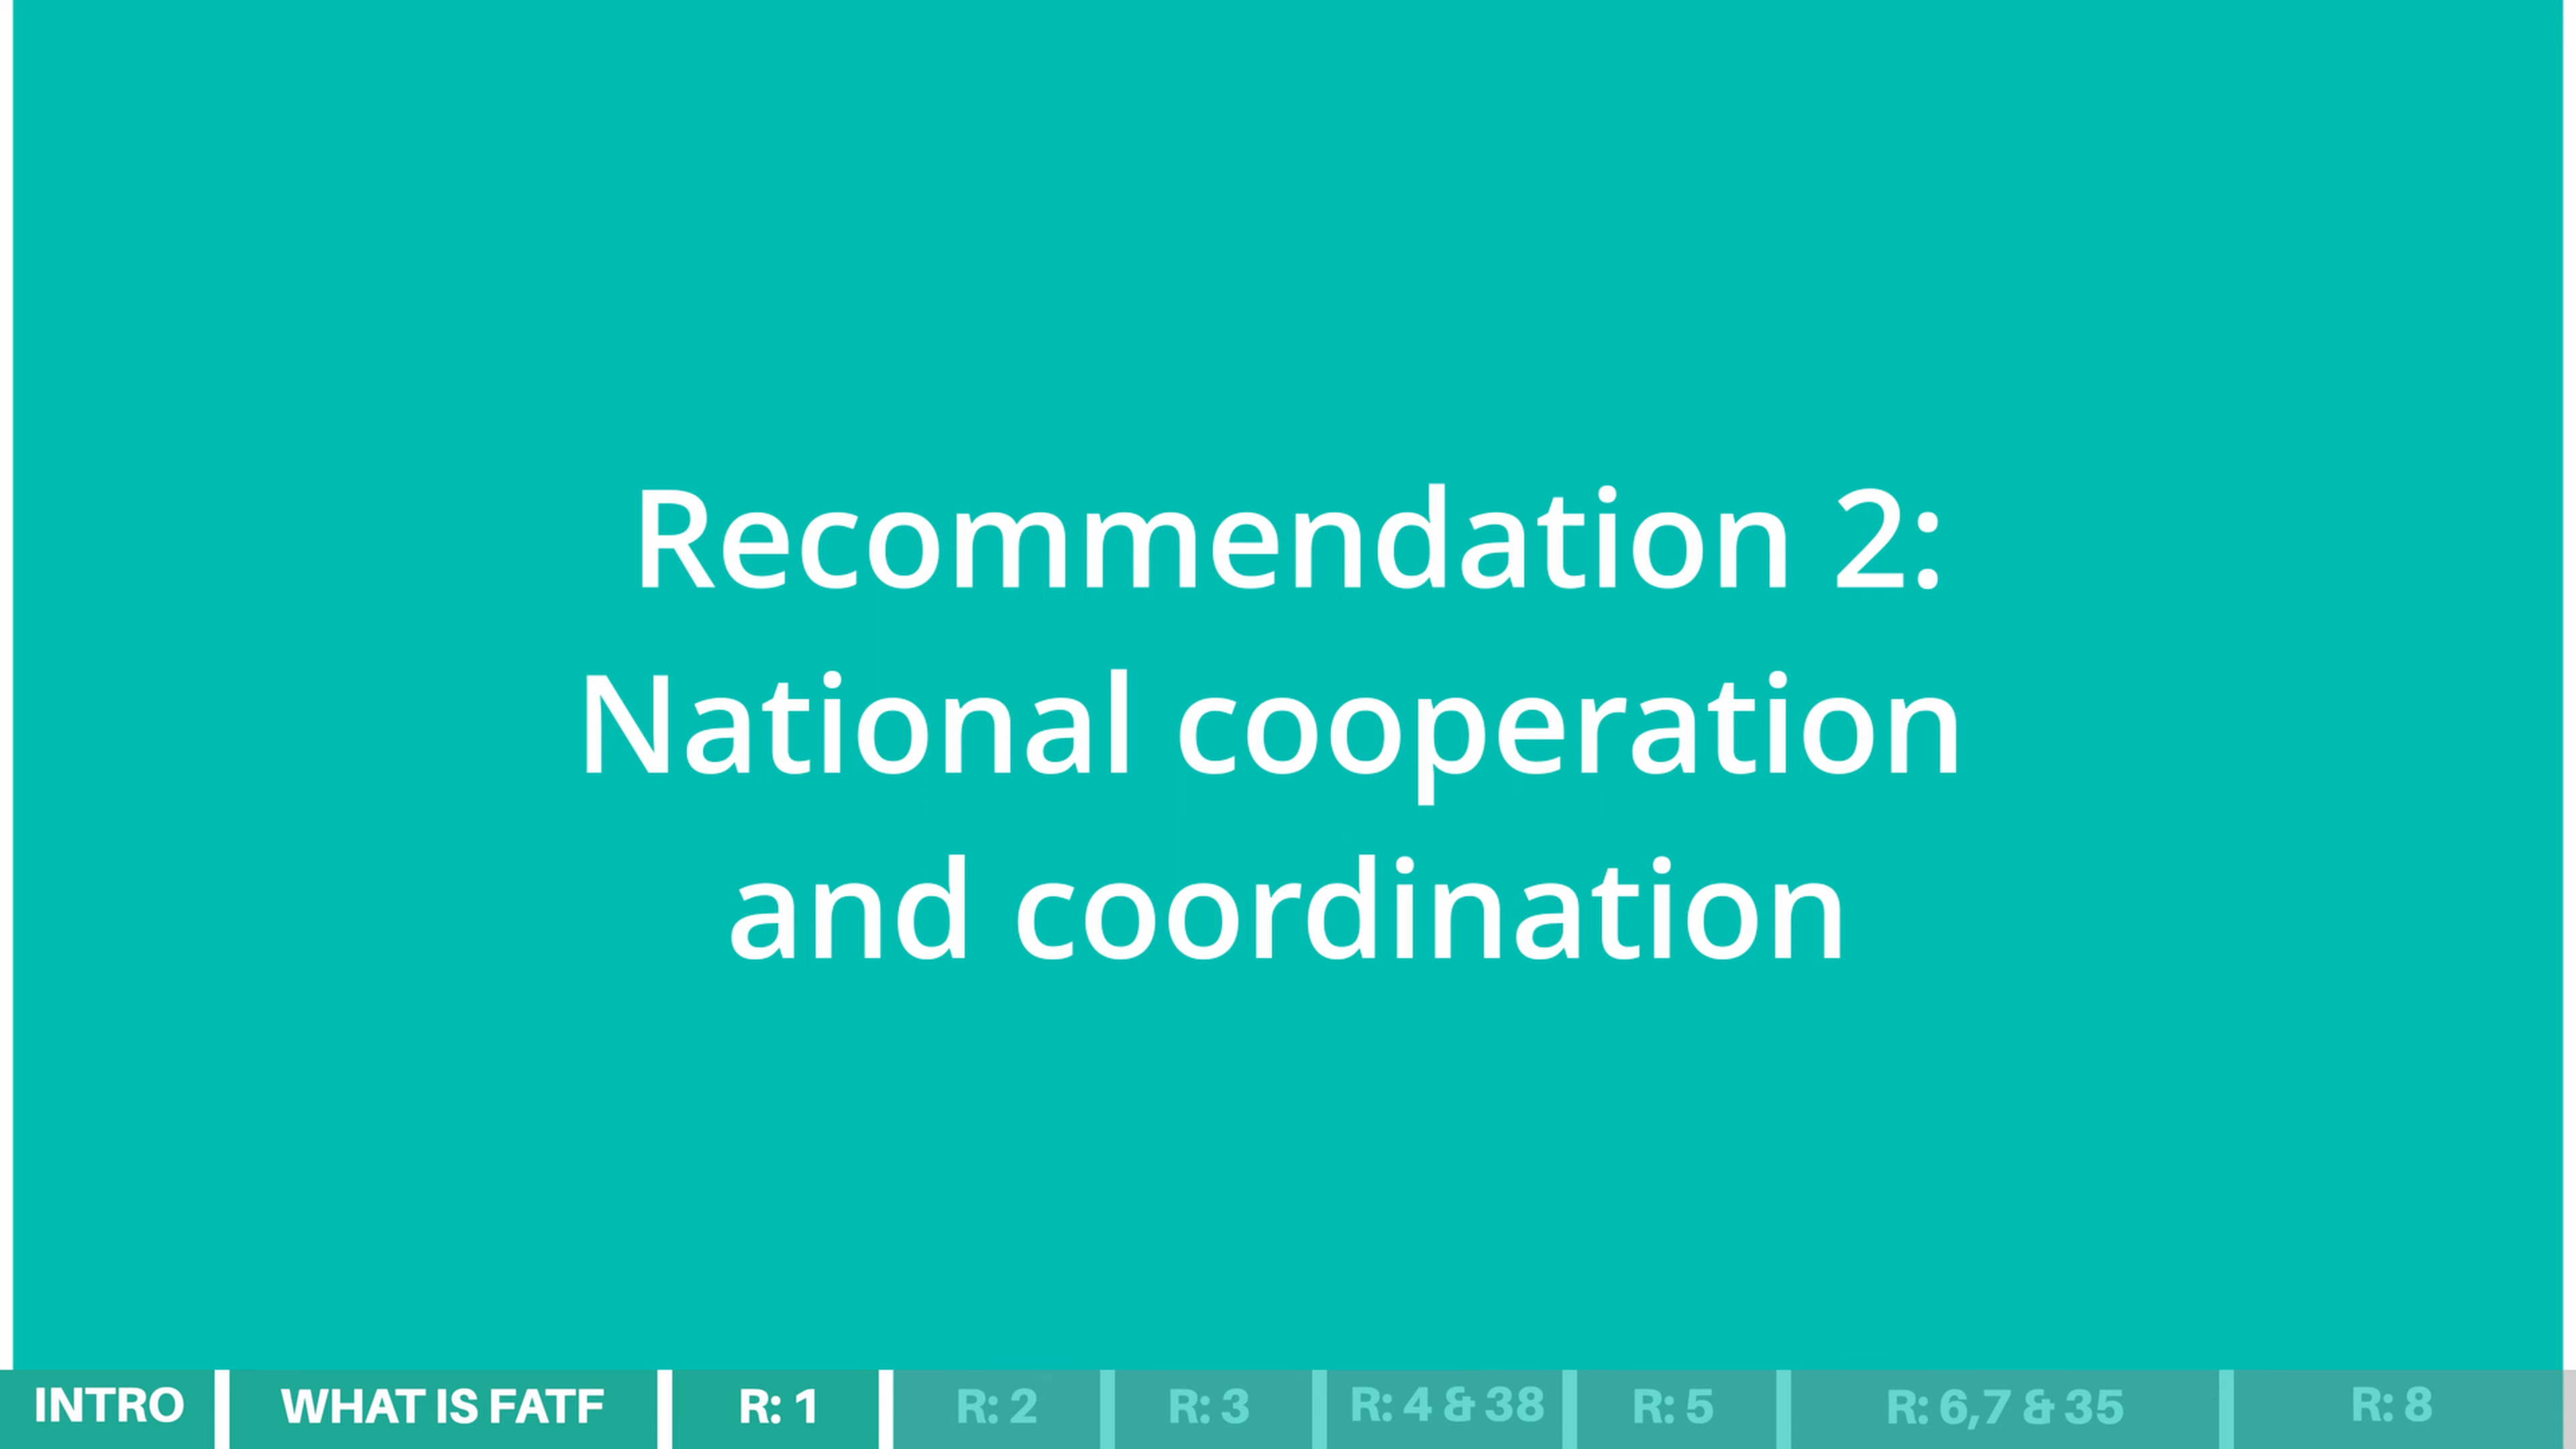 Recommendation 2:
National cooperation
and coordination
INTRO
WHAT IS FATF
R: 1
R: 2
R: 3
R: 4 & 38
R: 5
R: 6,7 & 35
R: 8